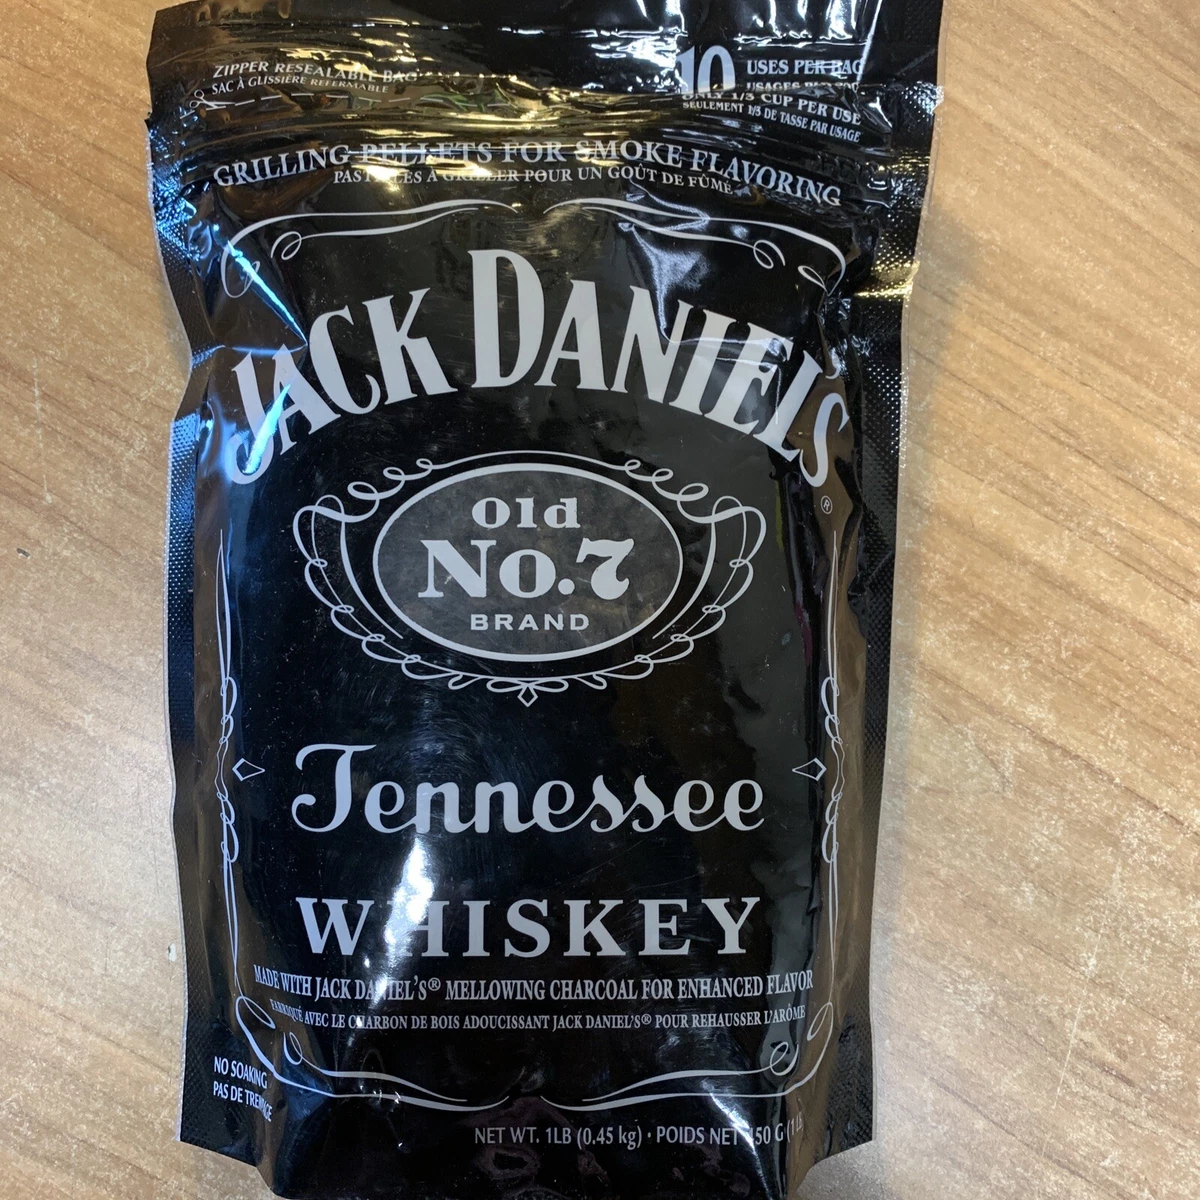 ZIPPER RESEALABLE BAG
SAC À GLISSIÈRE REFERMABLE
10 USES PER BAG
ONLY 1/3 CUP PER USE
SEULEMENT 1/3 DE TASSE PAR USAGE
GRILLING PELLETS FOR SMOKE FLAVORING
À GRILLER POUR UN GOÛT DE FUMÉ
JACK DANIEL'S®
Old
No.7
BRAND
Tennessee
WHISKEY
MADE WITH JACK DANIEL'S® MELLOWING CHARCOAL FOR ENHANCED FLAVOR
FABRIQUÉ AVEC LE CHARBON DE BOIS ADOUCISSANT JACK DANIEL'S® POUR REHAUSSER L'ARÔME
NO SOAKING
PAS DE
NET WT. 1LB (0.45 kg) • POIDS NET